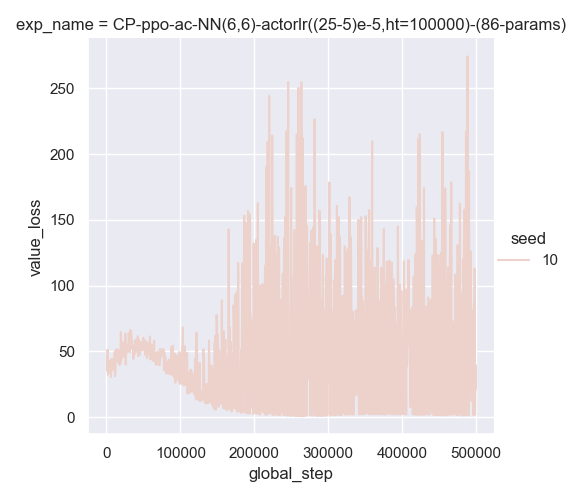 exp_name = CP-ppo-ac-NN(6,6)-actorlr((25-5)e-5,ht=100000)-(86-params)
250
200
150
100
50
0
value_loss
0 100000 200000 300000 400000 500000
global_step
seed
10